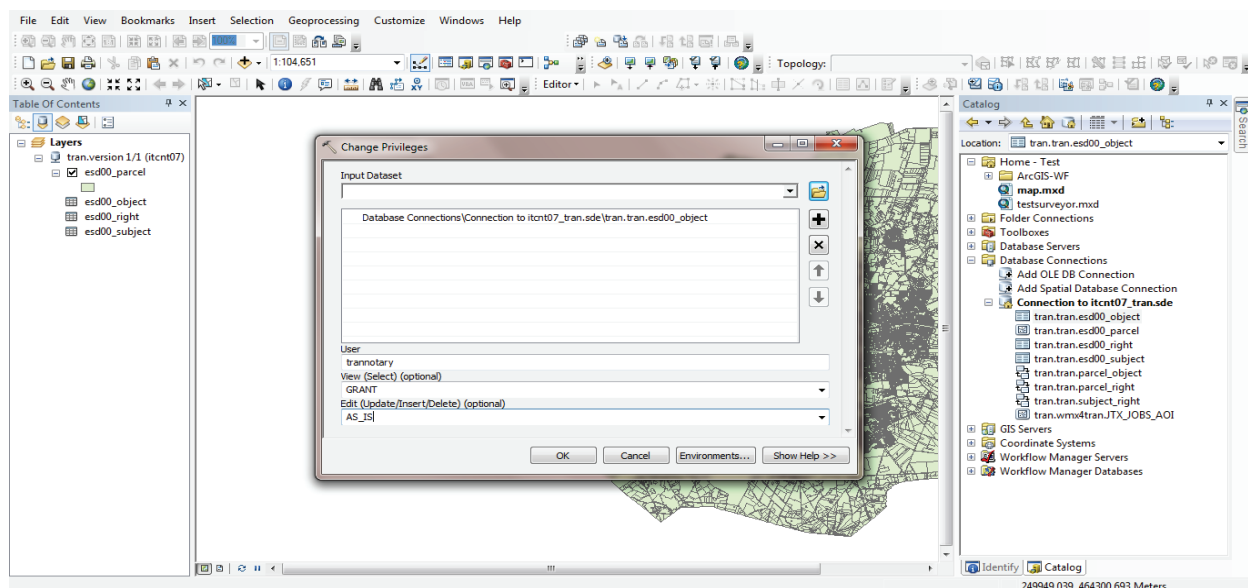 File Edit View Bookmarks Insert Selection Geoprocessing Customize Windows Help
100%
1:104,651
Topology:
Editor
Table Of Contents
Layers
tran.version 1/1 (itcnt07)
esd00_parcel
esd00_object
esd00_right
esd00_subject
Change Privileges
Input Dataset
Database Connections\Connection to itcnt07_tran.sde\tran.tran.esd00_object
User
trannotary
View (Select) (optional)
GRANT
Edit (Update/Insert/Delete) (optional)
AS_IS
OK Cancel Environments... Show Help >>
Catalog
Search
Location: tran.tran.esd00_object
Home - Test
ArcGIS-WF
map.mxd
testsurveyor.mxd
Folder Connections
Toolboxes
Database Servers
Database Connections
Add OLE DB Connection
Add Spatial Database Connection
Connection to itcnt07_tran.sde
tran.tran.esd00_object
tran.tran.esd00_parcel
tran.tran.esd00_right
tran.tran.esd00_subject
tran.tran.parcel_object
tran.tran.parcel_right
tran.tran.subject_right
tran.wmx4tran.JTX_JOBS_AOI
GIS Servers
Coordinate Systems
Workflow Manager Servers
Workflow Manager Databases
Identify Catalog
249949,039 464300,693 Meters